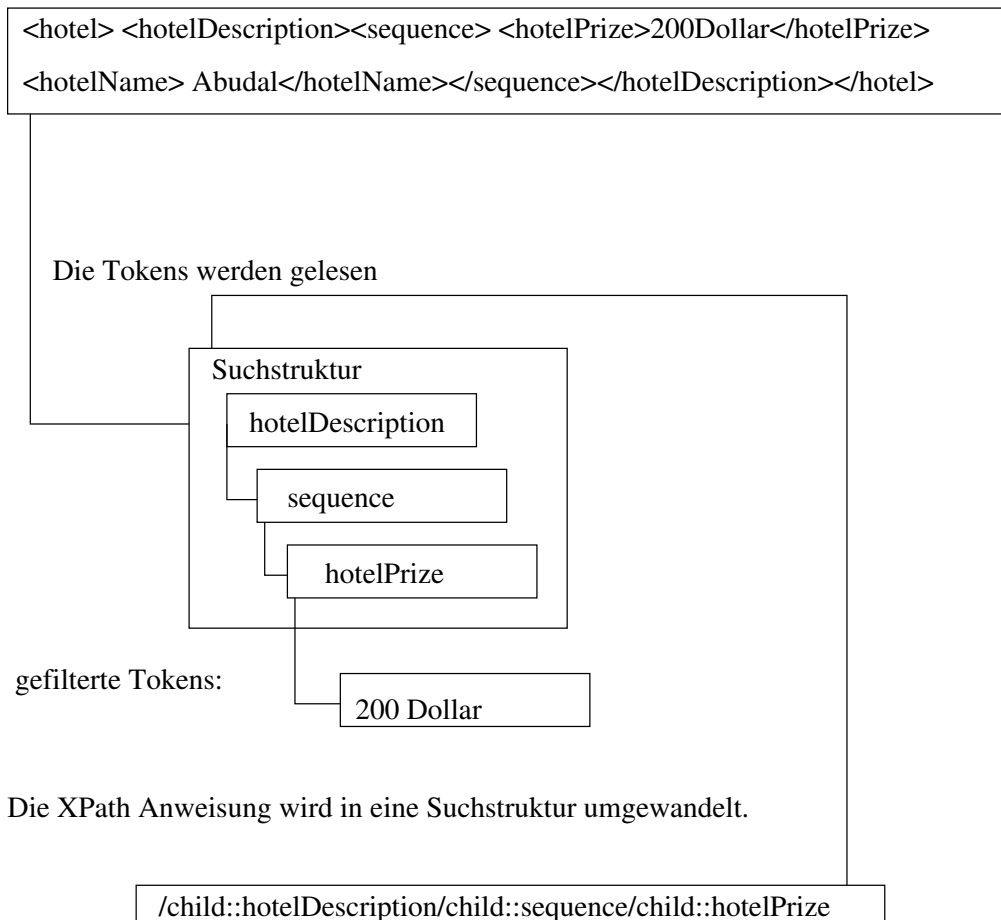 <hotel> <hotelDescription><sequence> <hotelPrize>200Dollar</hotelPrize>
<hotelName> Abudal</hotelName></sequence></hotelDescription></hotel>
Die Tokens werden gelesen
Suchstruktur
hotelDescription
sequence
hotelPrize
gefilterte Tokens:
200 Dollar
Die XPath Anweisung wird in eine Suchstruktur umgewandelt.
/child::hotelDescription/child::sequence/child::hotelPrize